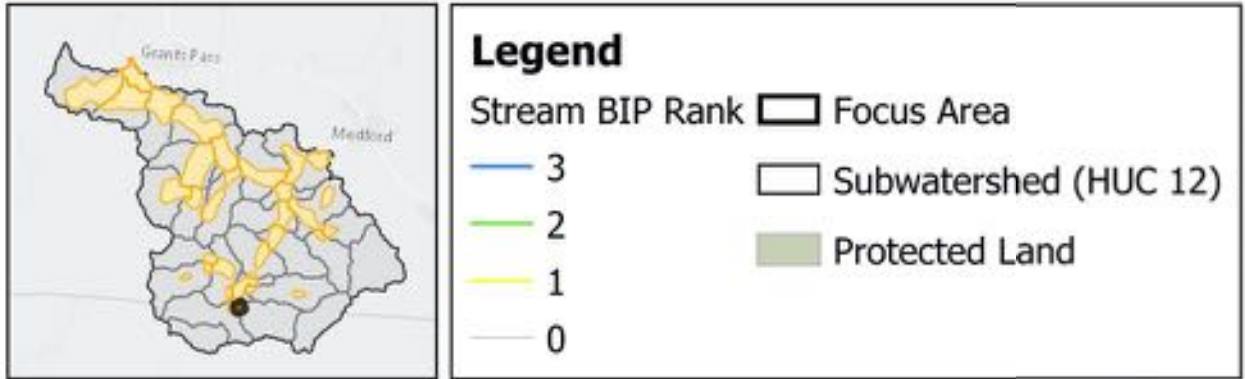 Grants Pass
Medford
Legend
Stream BIP Rank
3
2
1
0
Focus Area
Subwatershed (HUC 12)
Protected Land